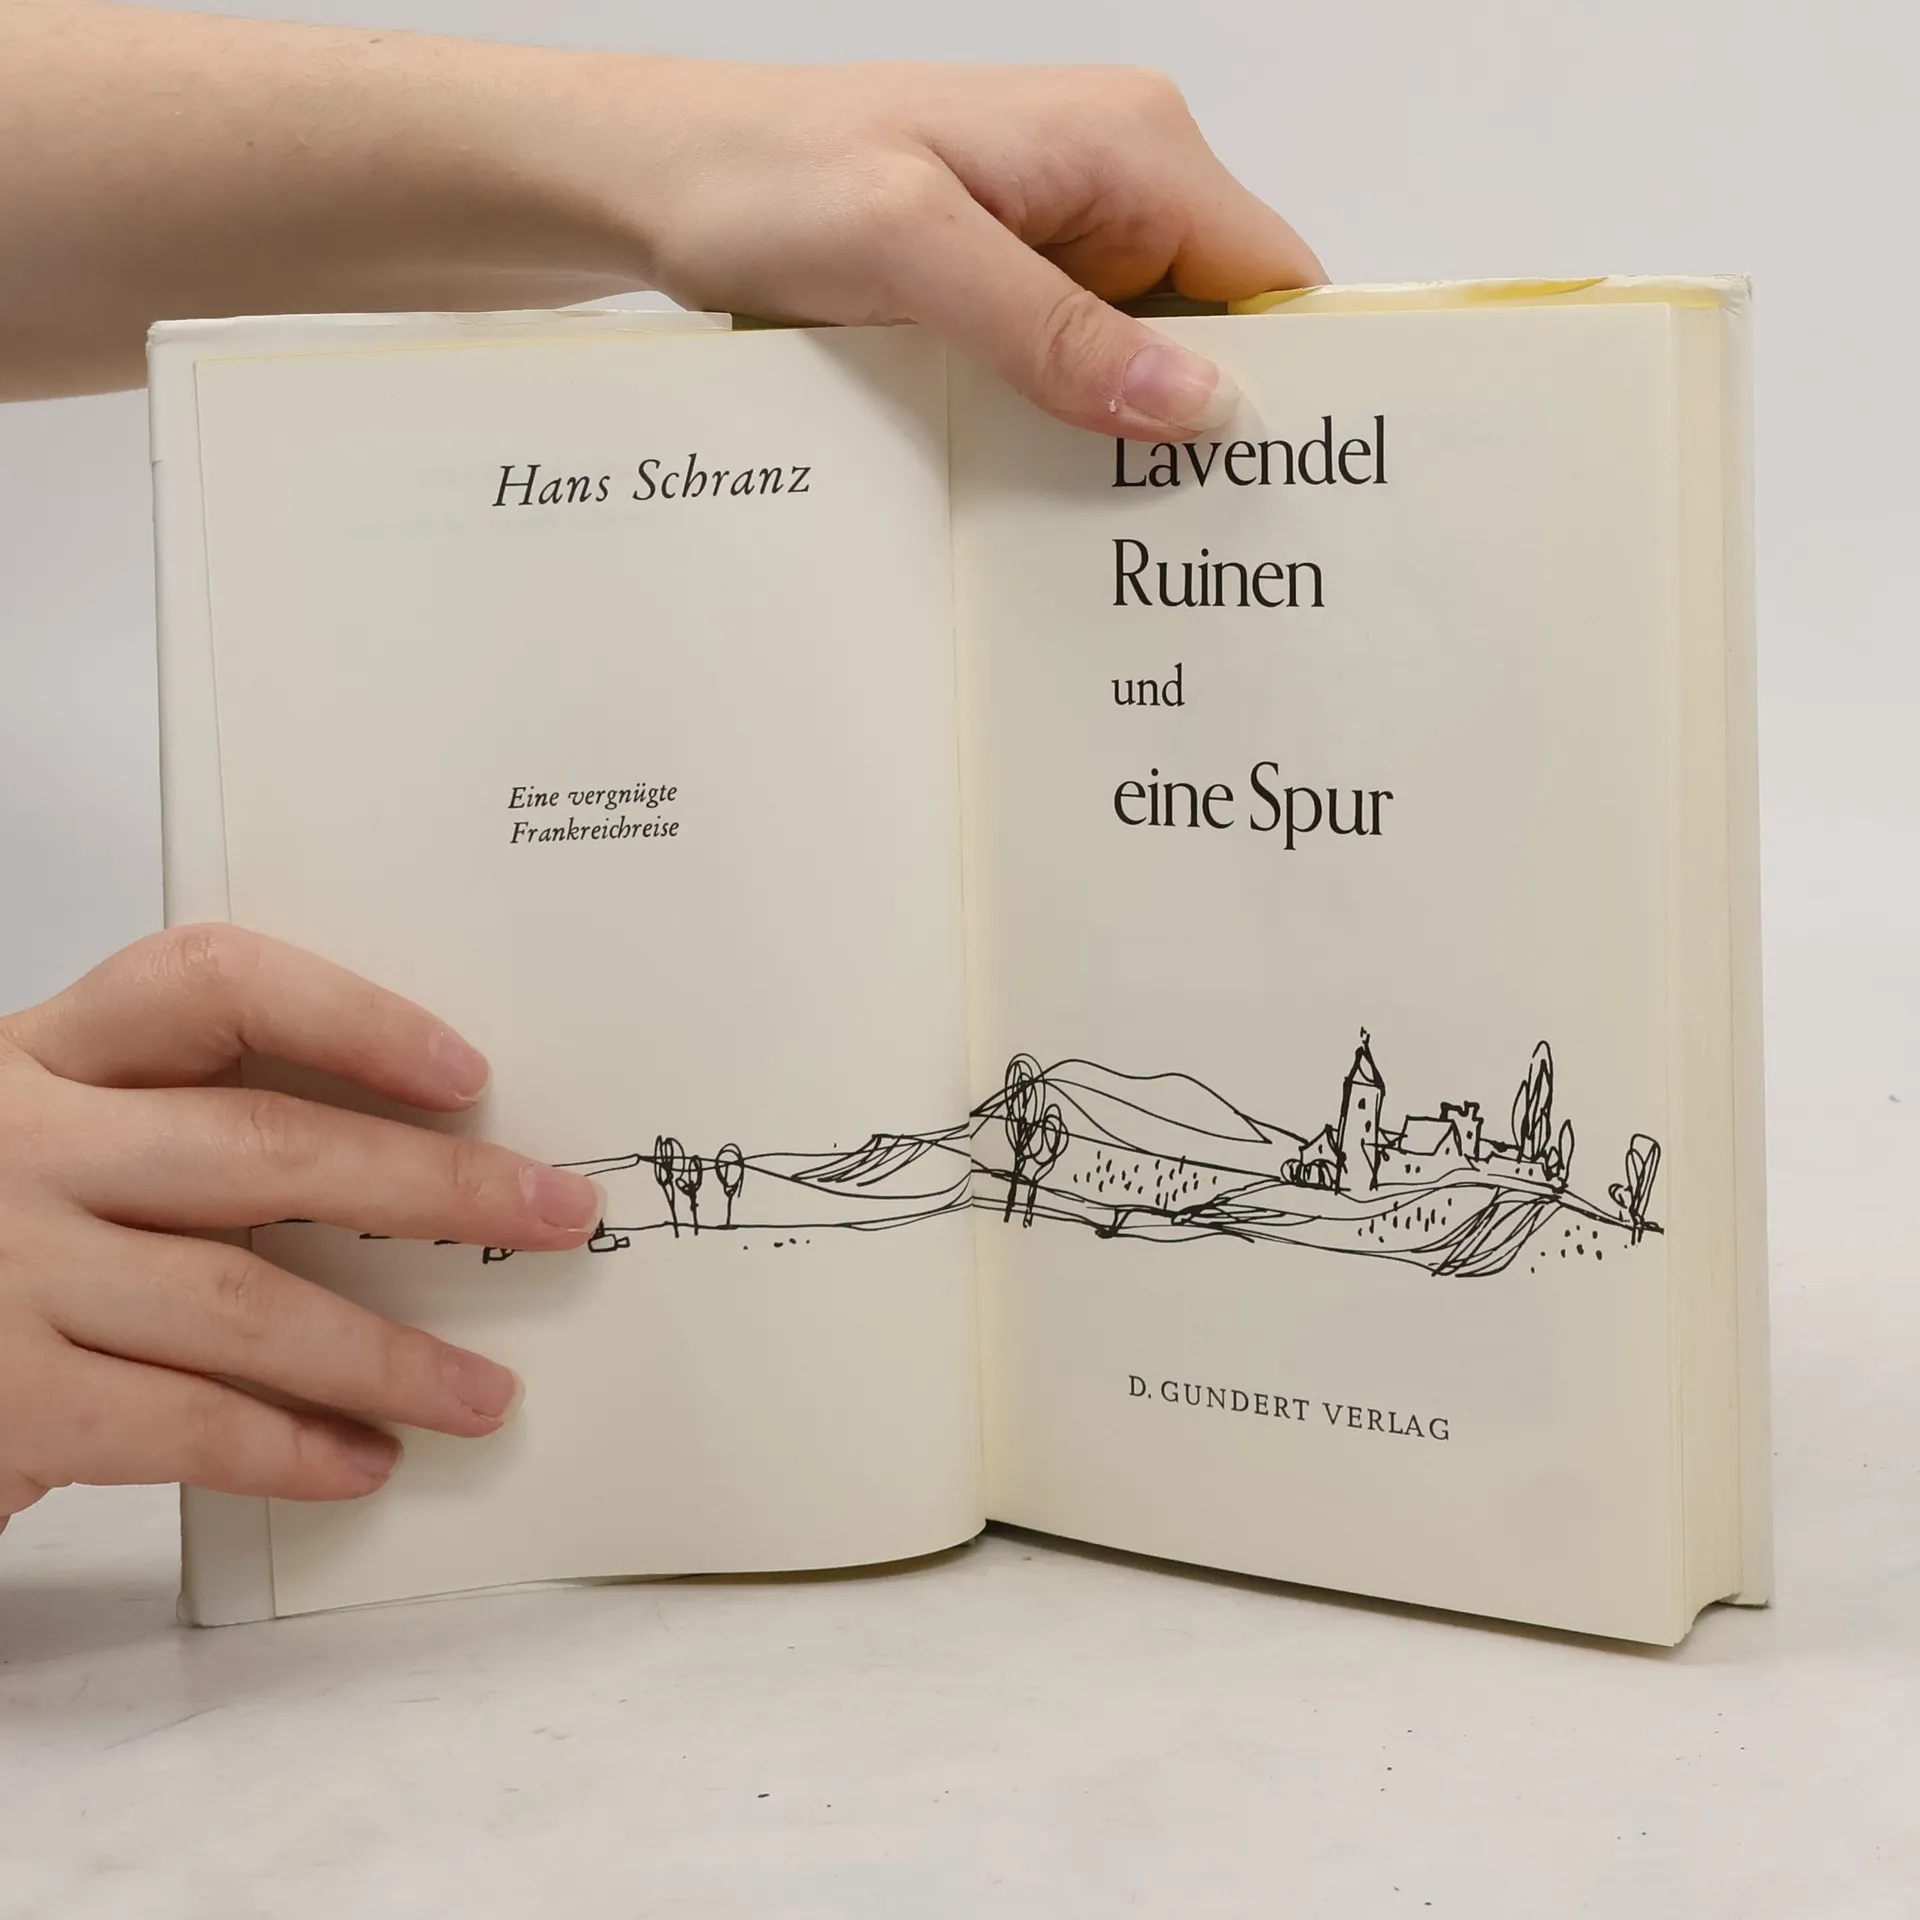 Hans Schranz
Eine vergnügte
Frankreichreise
Lavendel
Ruinen
und
eine Spur
D. GUNDERT VERLAG